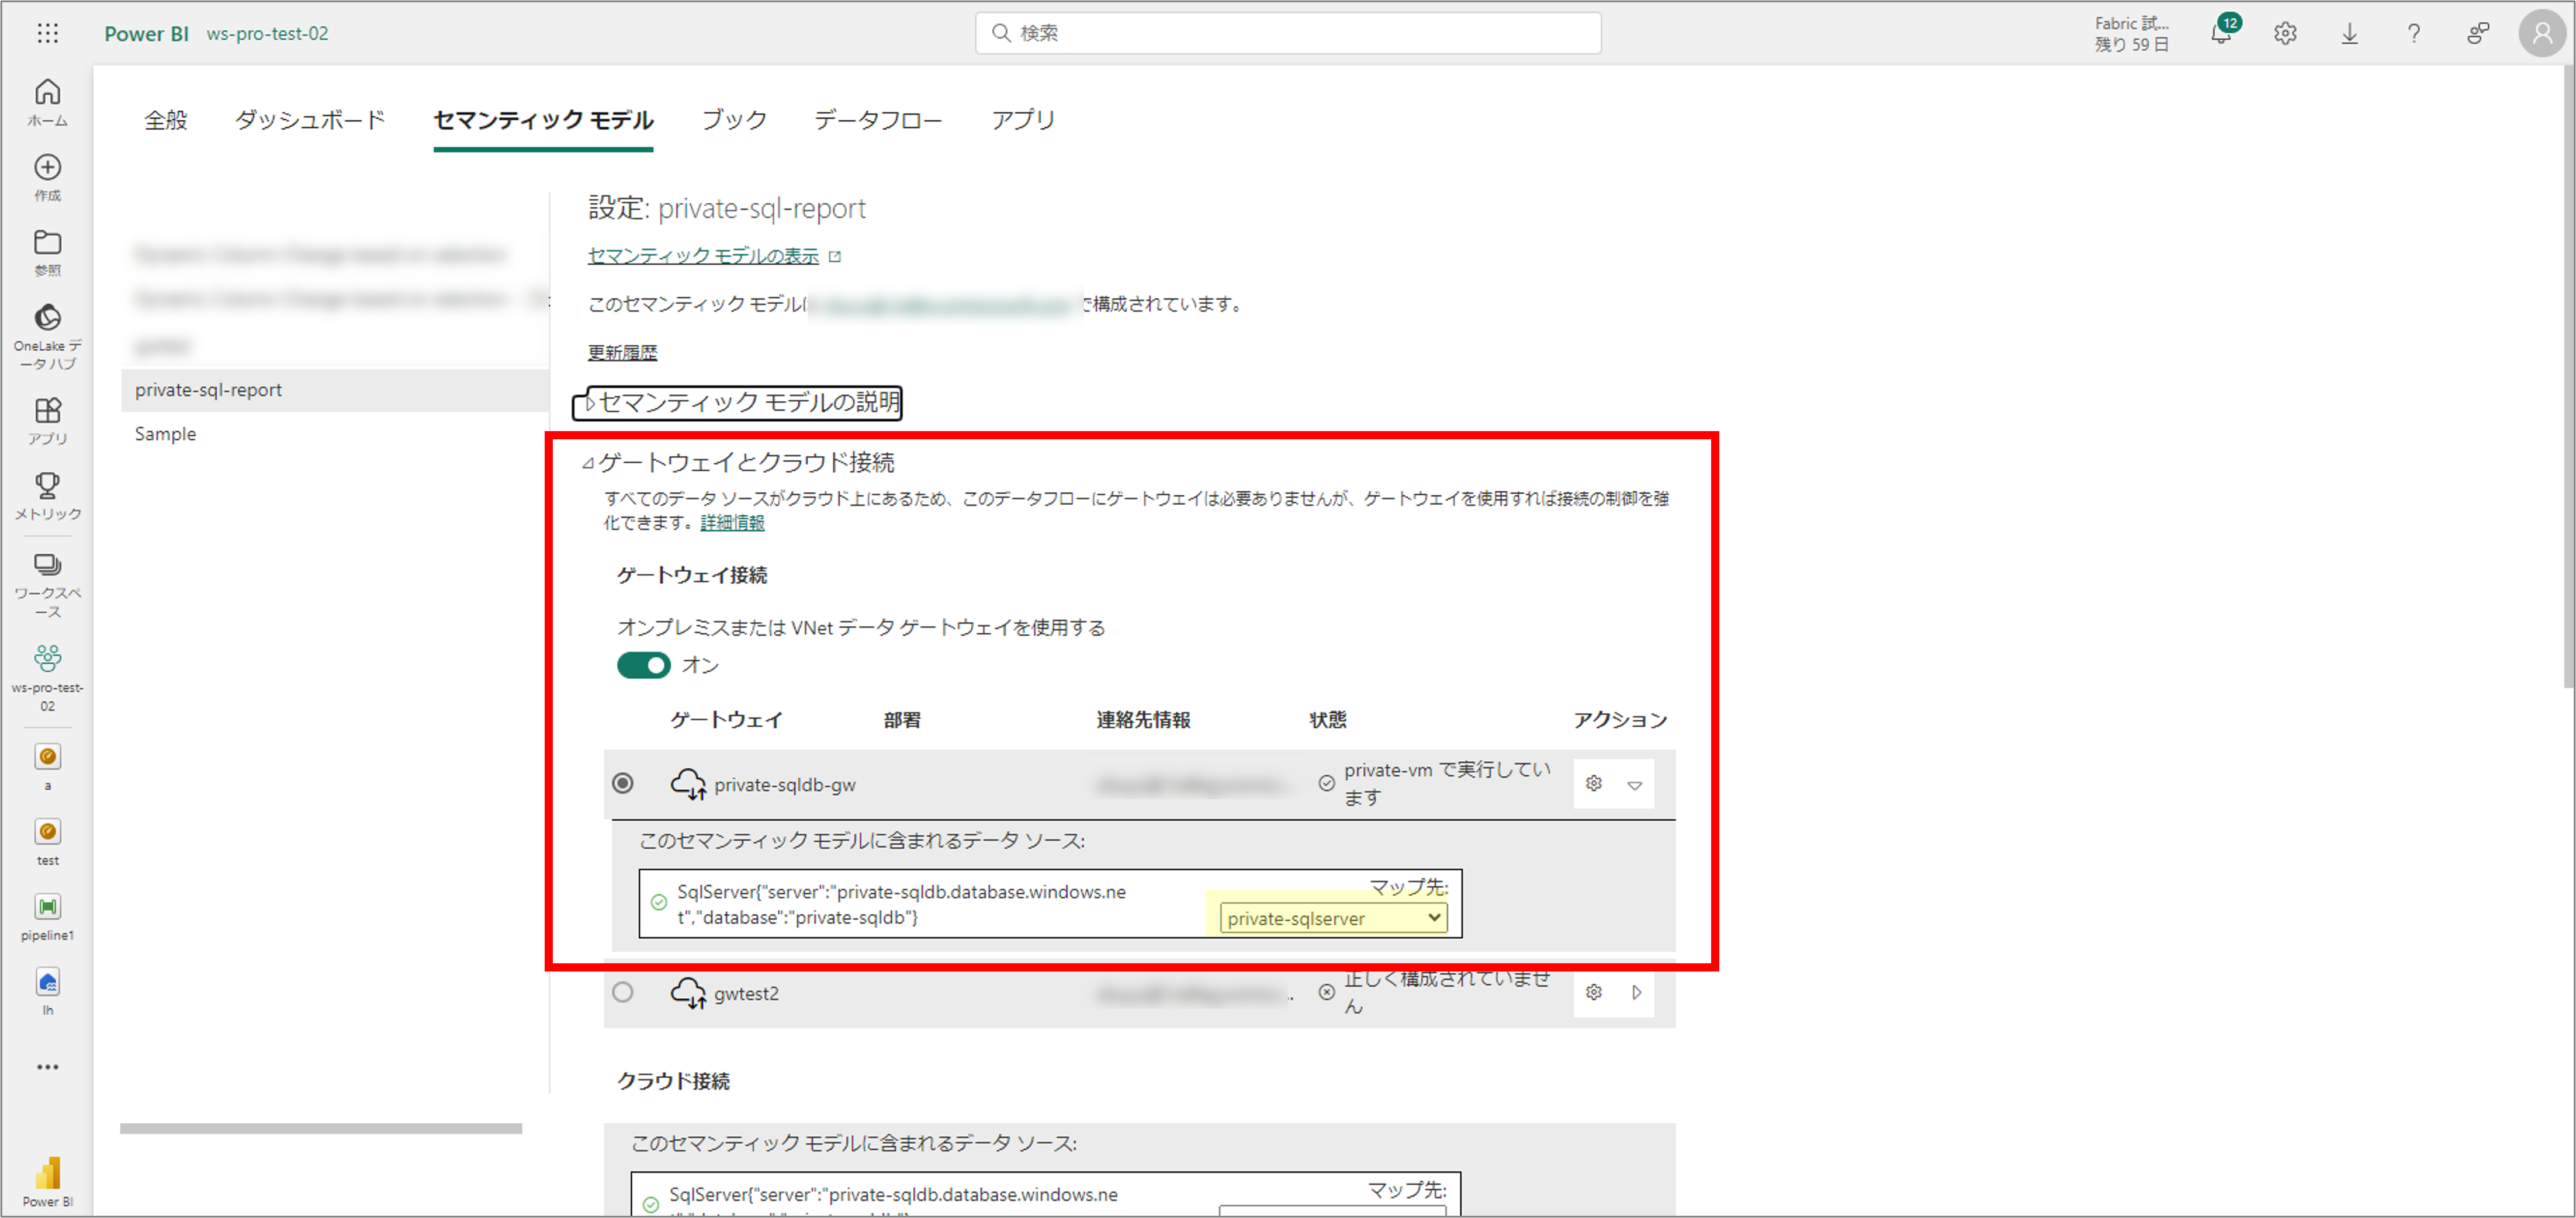 Power BI ws-pro-test-02
検索
Fabric 試...
残り 59 日
12
ホーム
作成
参照
OneLake デ
ータ ハブ
アプリ
メトリック
ワークスペ
ース
ws-pro-test-
02
a
test
pipeline1
lh
Power BI
全般 ダッシュボード セマンティック モデル ブック データフロー アプリ
private-sql-report
Sample
設定: private-sql-report
セマンティック モデルの表示
このセマンティック モデルは で構成されています。
更新履歴
セマンティック モデルの説明
ゲートウェイとクラウド接続
すべてのデータ ソースがクラウド上にあるため、このデータフローにゲートウェイは必要ありませんが、ゲートウェイを使用すれば接続の制御を強
化できます。詳細情報
ゲートウェイ接続
オンプレミスまたは VNet データ ゲートウェイを使用する
オン
ゲートウェイ 部署 連絡先情報 状態 アクション
private-sqldb-gw
private-vm で実行してい
ます
このセマンティック モデルに含まれるデータ ソース:
SqlServer{"server":"private-sqldb.database.windows.ne
t","database":"private-sqldb"}
マップ先:
private-sqlserver
gwtest2
正しく構成されていませ
ん
クラウド接続
このセマンティック モデルに含まれるデータ ソース:
SqlServer{"server":"private-sqldb.database.windows.ne
マップ先: